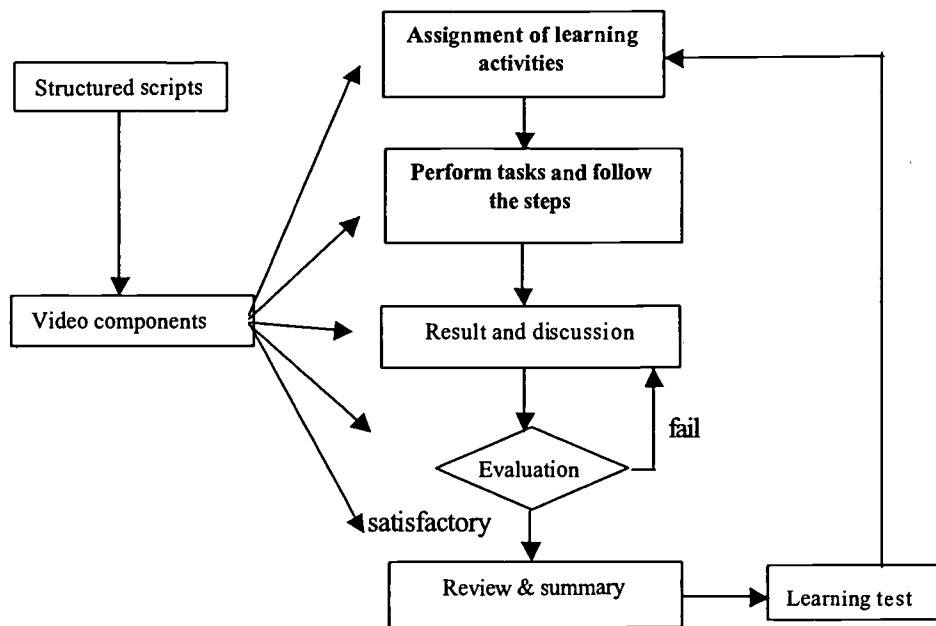 Assignment of learning
activities
Structured scripts
Perform tasks and follow
the steps
Video components
Result and discussion
fail
Evaluation
satisfactory
Review & summary
Learning test